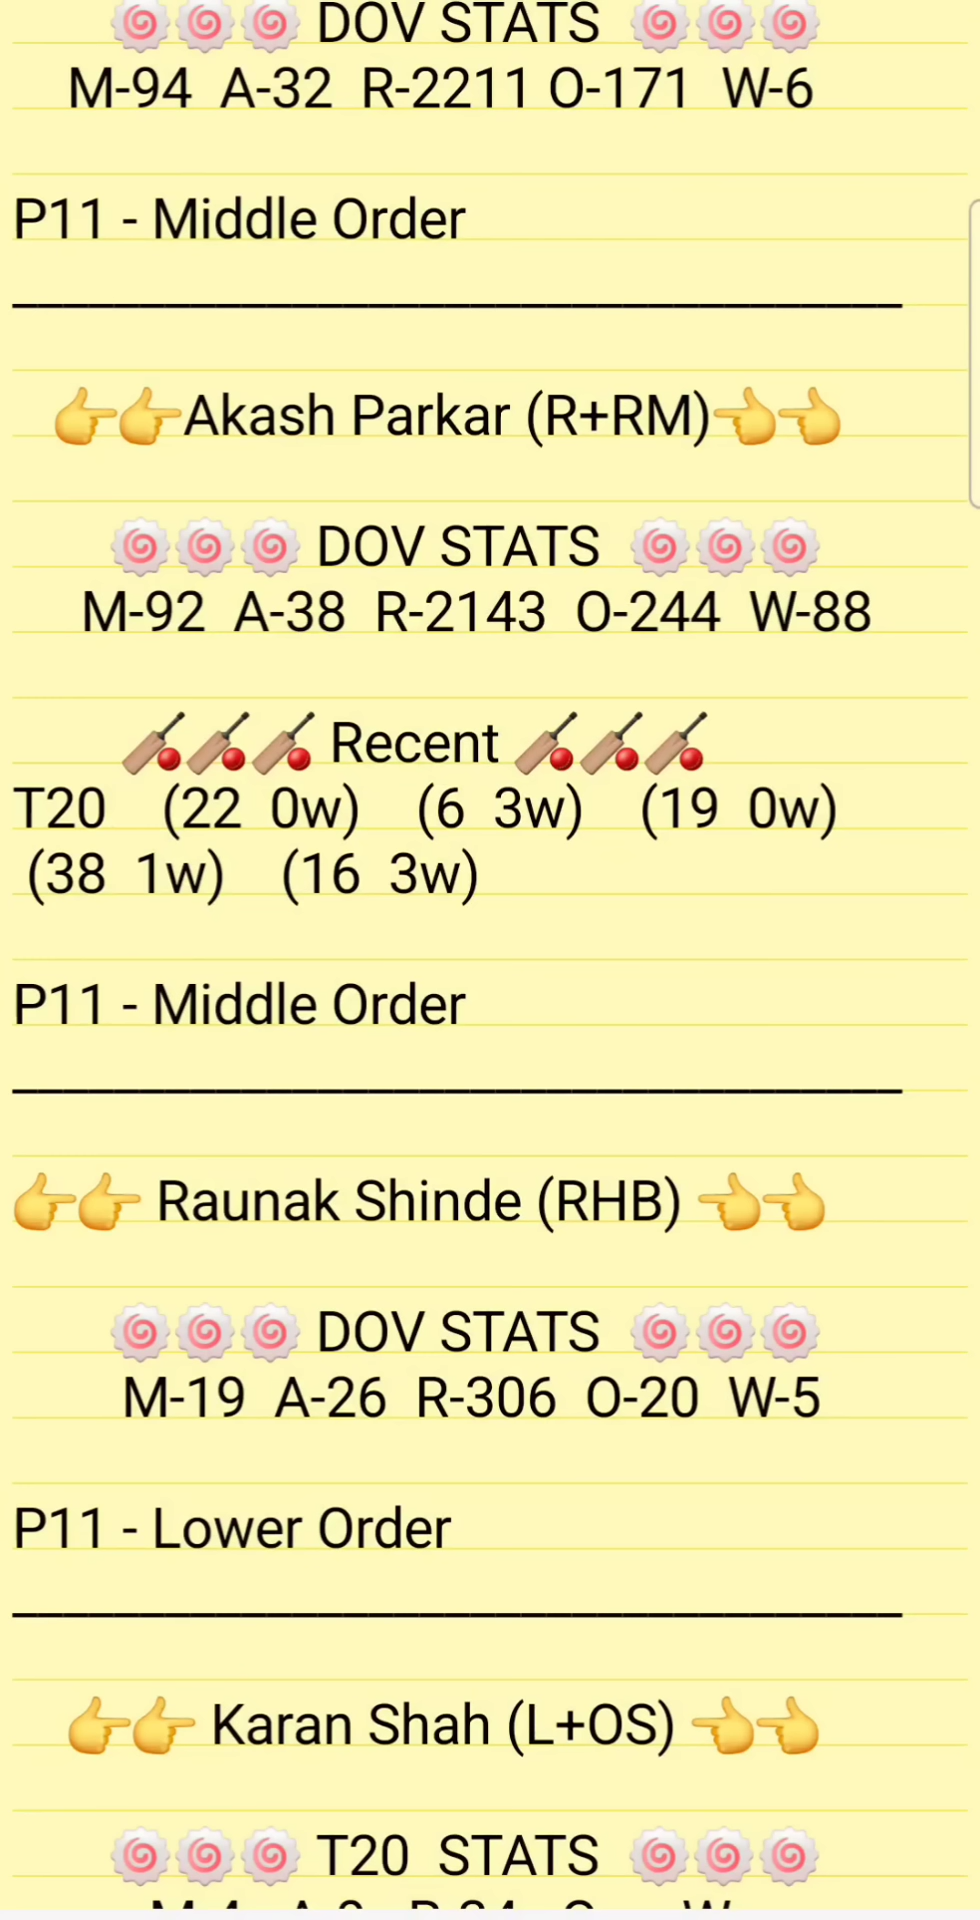 🍥🍥🍥 DOV STATS 🍥🍥🍥
M-94 A-32 R-2211 O-171 W-6
P11 - Middle Order
👉👉Akash Parkar (R+RM)👈👈
🍥🍥🍥 DOV STATS 🍥🍥🍥
M-92 A-38 R-2143 O-244 W-88
🏏🏏🏏 Recent 🏏🏏🏏
T20 (22 0w) (6 3w) (19 0w)
(38 1w) (16 3w)
P11 - Middle Order
👉👉 Raunak Shinde (RHB) 👈👈
🍥🍥🍥 DOV STATS 🍥🍥🍥
M-19 A-26 R-306 O-20 W-5
P11 - Lower Order
👉👉 Karan Shah (L+OS) 👈👈
🍥🍥🍥 T20 STATS 🍥🍥🍥